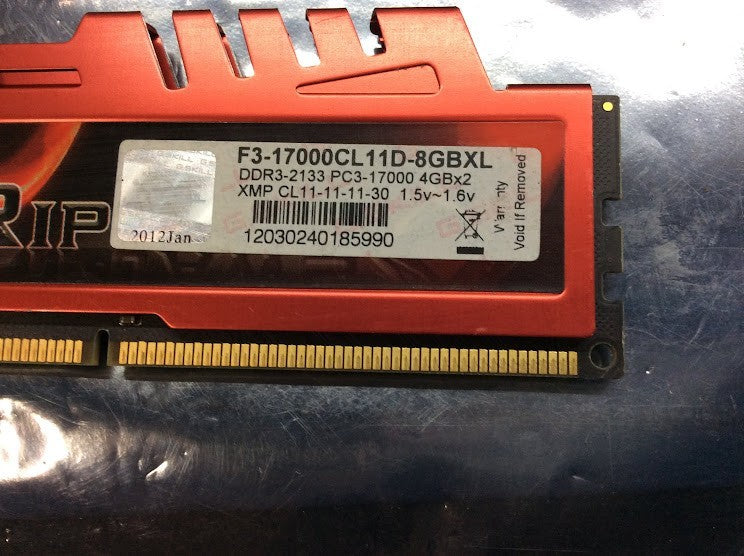 F3-17000CL11D-8GBXL
DDR3-2133 PC3-17000 4GBx2
XMP CL11-11-11-30 1.5v~1.6v
12030240185990
2012Jan
Void If Removed
G.SKILL
RIP